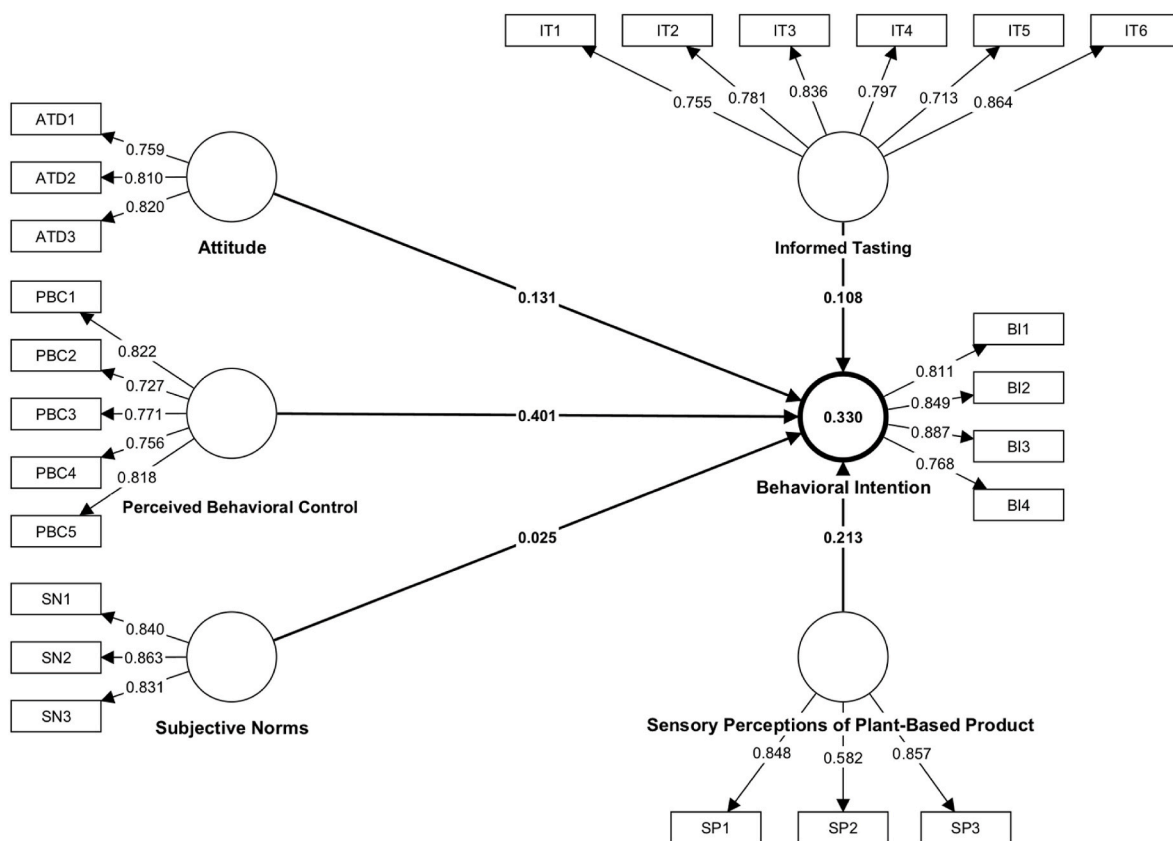 IT1 IT2 IT3 IT4 IT5 IT6
0.755 0.781 0.836 0.797 0.713 0.864
ATD1
ATD2
ATD3
0.759
0.810
0.820
Attitude
Informed Tasting
0.131
0.108
PBC1
PBC2
PBC3
PBC4
PBC5
0.822
0.727
0.771
0.756
0.818
Perceived Behavioral Control
0.401
0.330
Behavioral Intention
0.811
0.849
0.887
0.768
BI1
BI2
BI3
BI4
0.025
0.213
SN1
SN2
SN3
0.840
0.863
0.831
Subjective Norms
Sensory Perceptions of Plant-Based Product
0.848 0.582 0.857
SP1 SP2 SP3